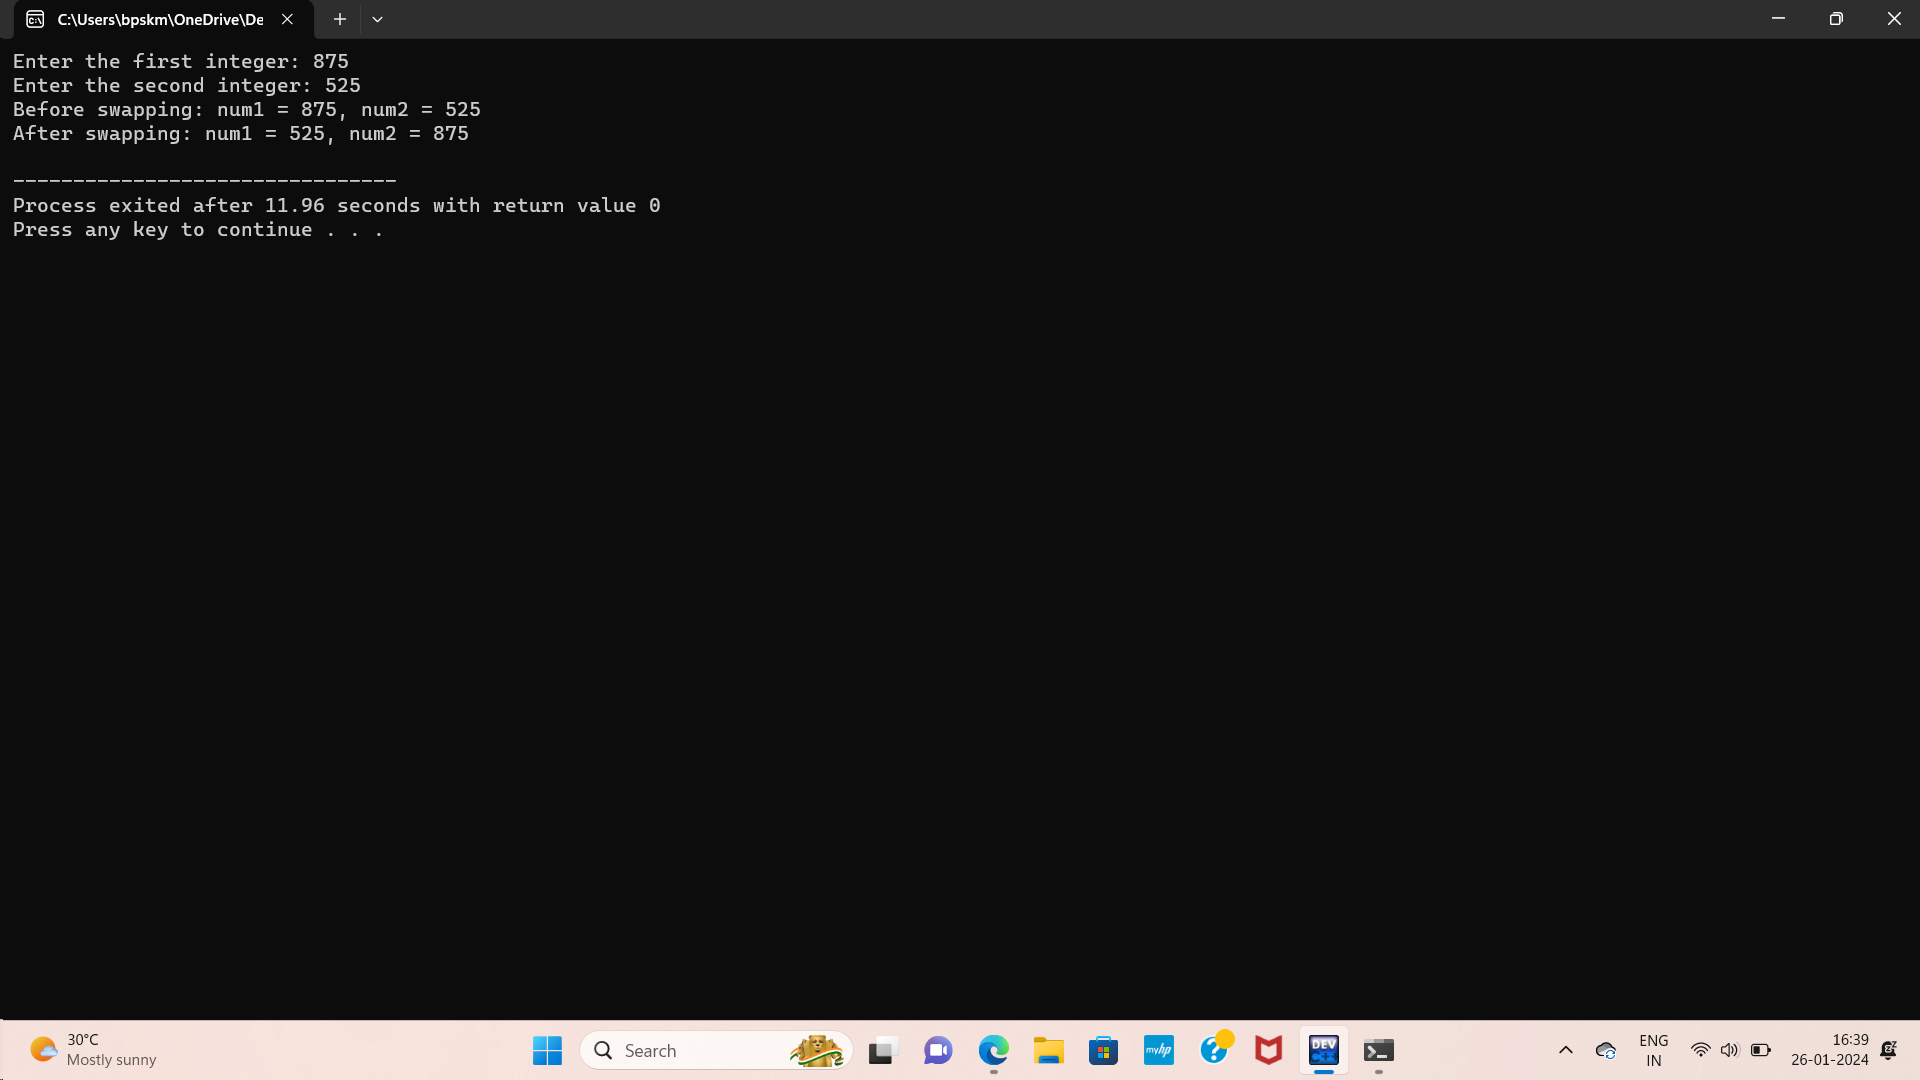 C:\Users\bpskm\OneDrive\De
Enter the first integer: 875
Enter the second integer: 525
Before swapping: num1 = 875, num2 = 525
After swapping: num1 = 525, num2 = 875
--------------------------------
Process exited after 11.96 seconds with return value 0
Press any key to continue . . .
30°C
Mostly sunny
Search
myhp
DEV
C++
ENG
IN
16:39
26-01-2024